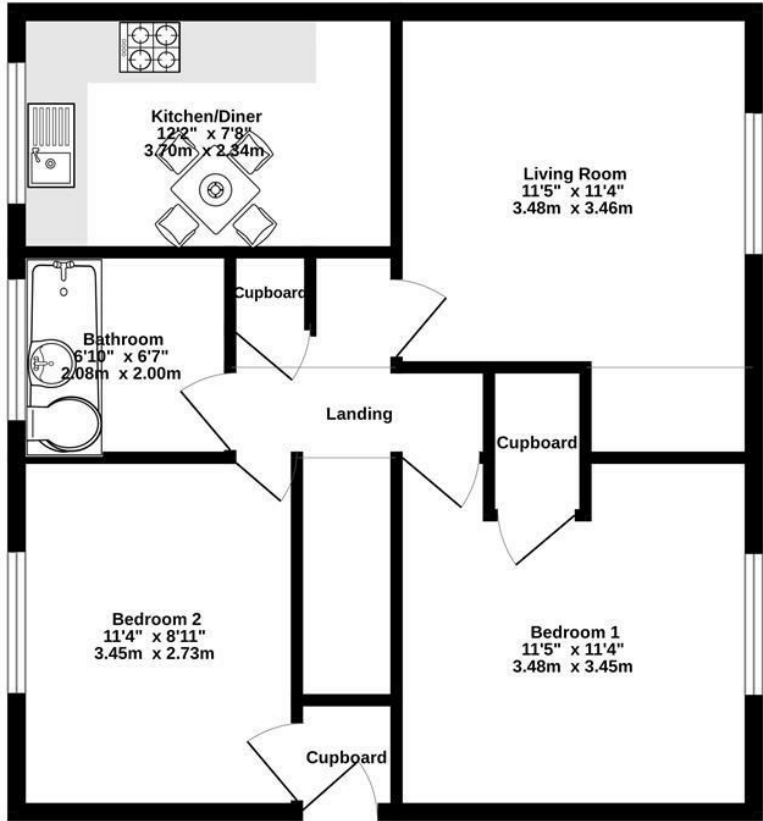 Kitchen/Diner
12'2" x 7'8"
3.70m x 2.34m
Living Room
11'5" x 11'4"
3.48m x 3.46m
Cupboard
Bathroom
6'10" x 6'7"
2.08m x 2.00m
Landing
Cupboard
Bedroom 2
11'4" x 8'11"
3.45m x 2.73m
Bedroom 1
11'5" x 11'4"
3.48m x 3.45m
Cupboard